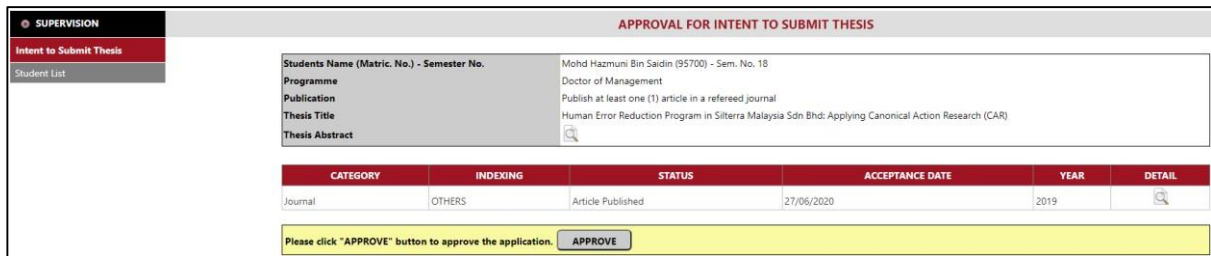 SUPERVISION
Intent to Submit Thesis
Student List
APPROVAL FOR INTENT TO SUBMIT THESIS
Students Name (Matric. No.) - Semester No. Mohd Hazmuni Bin Saidin (95700) - Sem. No. 18
Programme Doctor of Management
Publication Publish at least one (1) article in a refereed journal
Thesis Title Human Error Reduction Program in Silterra Malaysia Sdn Bhd: Applying Canonical Action Research (CAR)
Thesis Abstract
CATEGORY INDEXING STATUS ACCEPTANCE DATE YEAR DETAIL
Journal OTHERS Article Published 27/06/2020 2019
Please click "APPROVE" button to approve the application. APPROVE